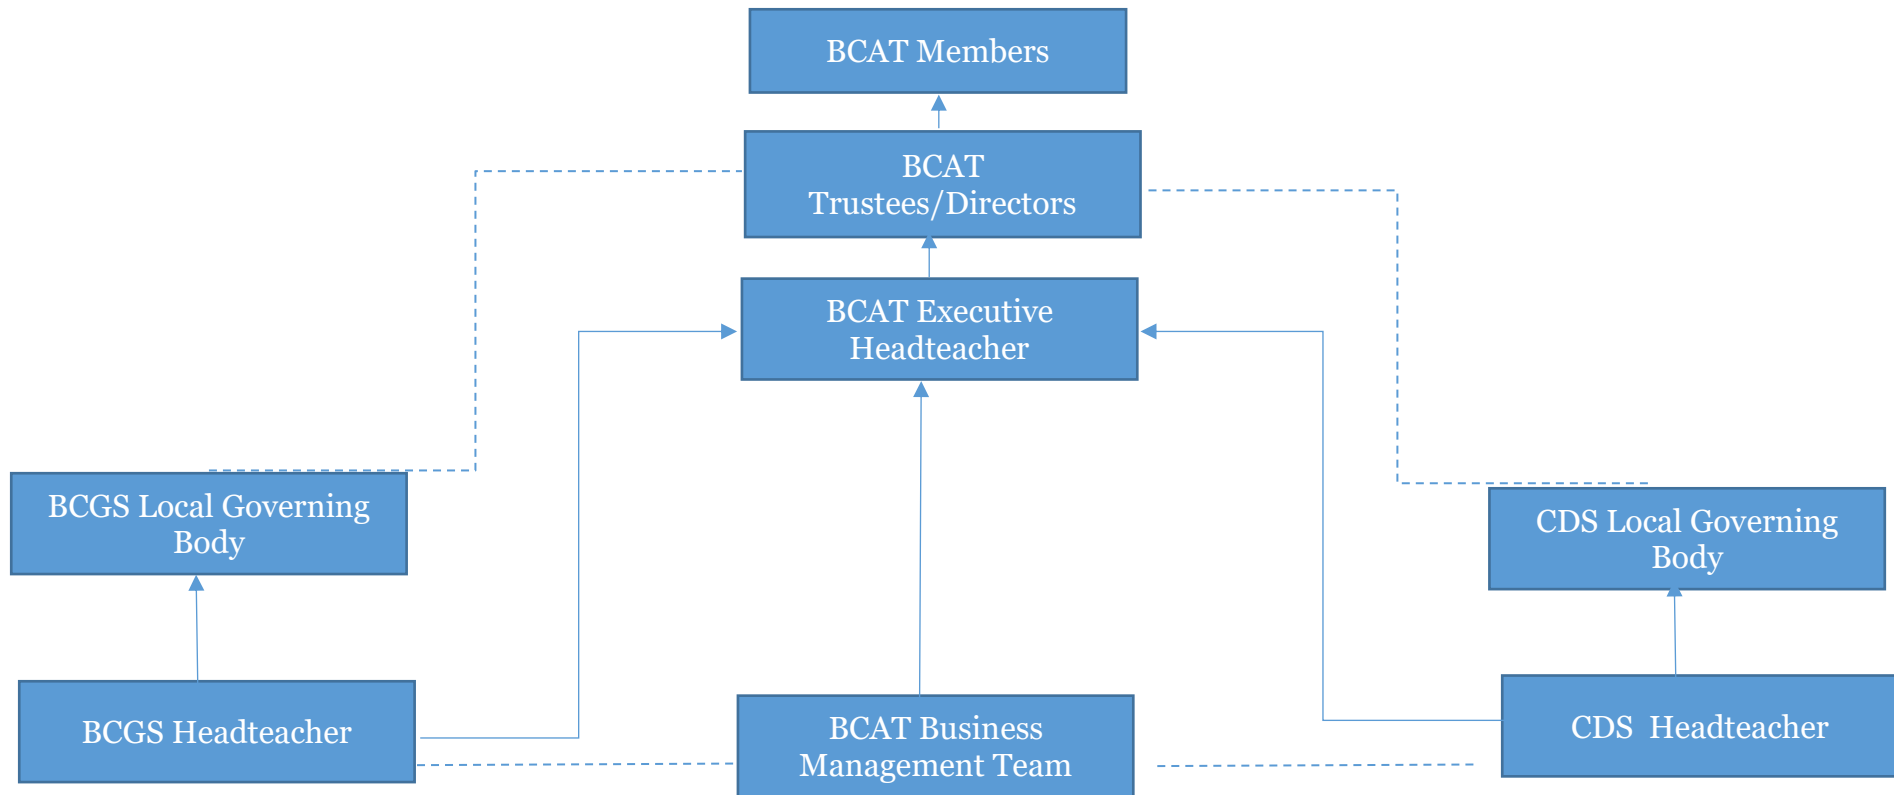 BCAT Members
BCAT
Trustees/Directors
BCAT Executive
Headteacher
BCGS Local Governing
Body
CDS Local Governing
Body
BCGS Headteacher
BCAT Business
Management Team
CDS  Headteacher